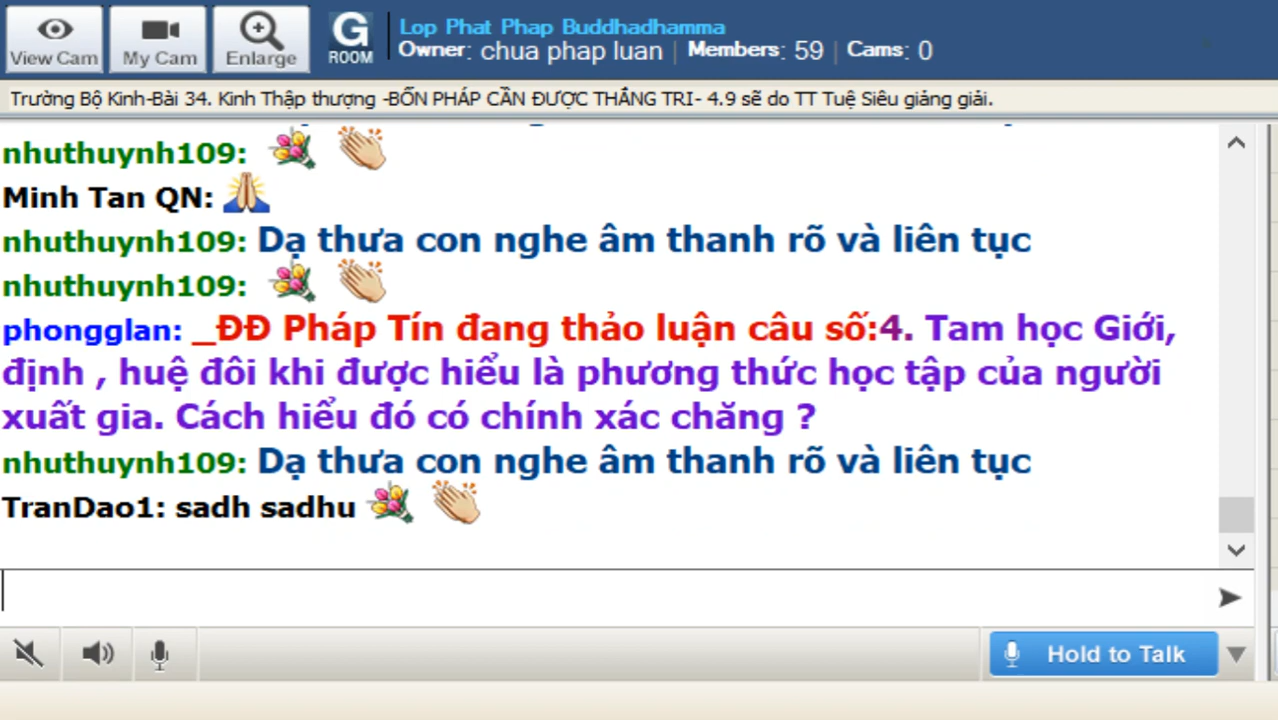 Lop Phat Phap Buddhadhamma
View Cam My Cam Enlarge G ROOM Owner: chua phap luan | Members: 59 | Cams: 0
Trường Bộ Kinh-Bài 34. Kinh Thập thượng -BỐN PHÁP CẦN ĐƯỢC THẮNG TRI- 4.9 sẽ do TT Tuệ Siêu giảng giải.
nhuthuynh109:
Minh Tan QN:
nhuthuynh109: Dạ thưa con nghe âm thanh rõ và liên tục
nhuthuynh109:
phongglan: _ĐĐ Pháp Tín đang thảo luận câu số:4. Tam học Giới,
định , huệ đôi khi được hiểu là phương thức học tập của người
xuất gia. Cách hiểu đó có chính xác chăng ?
nhuthuynh109: Dạ thưa con nghe âm thanh rõ và liên tục
TranDao1: sadh sadhu
Hold to Talk